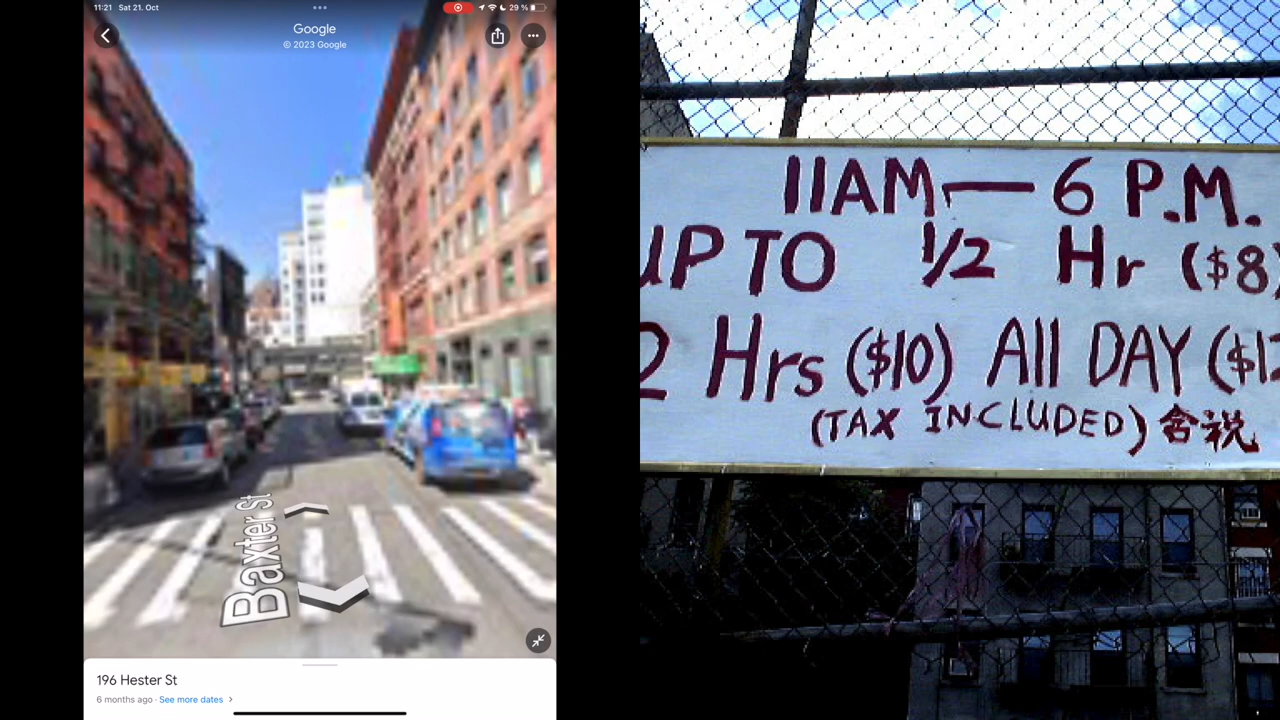 11:21 Sat 21. Oct
29 %
Google
© 2023 Google
Baxter St
196 Hester St
6 months ago · See more dates
11AM — 6 P.M.
UP TO 1/2 Hr ($8)
2 Hrs ($10) All DAY ($1
(TAX INCLUDED) 含税